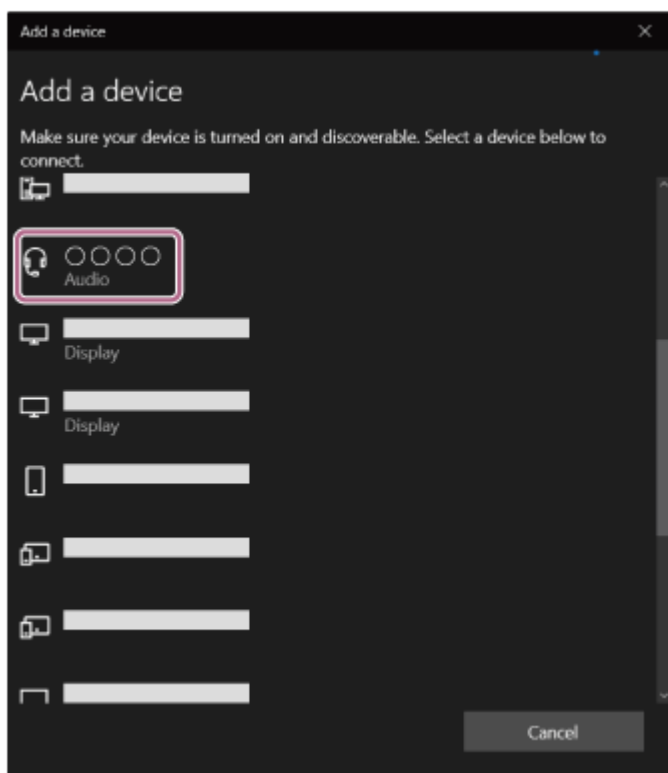 Add a device
Add a device
Make sure your device is turned on and discoverable. Select a device below to
connect.
○○○○
Audio
Display
Display
Cancel